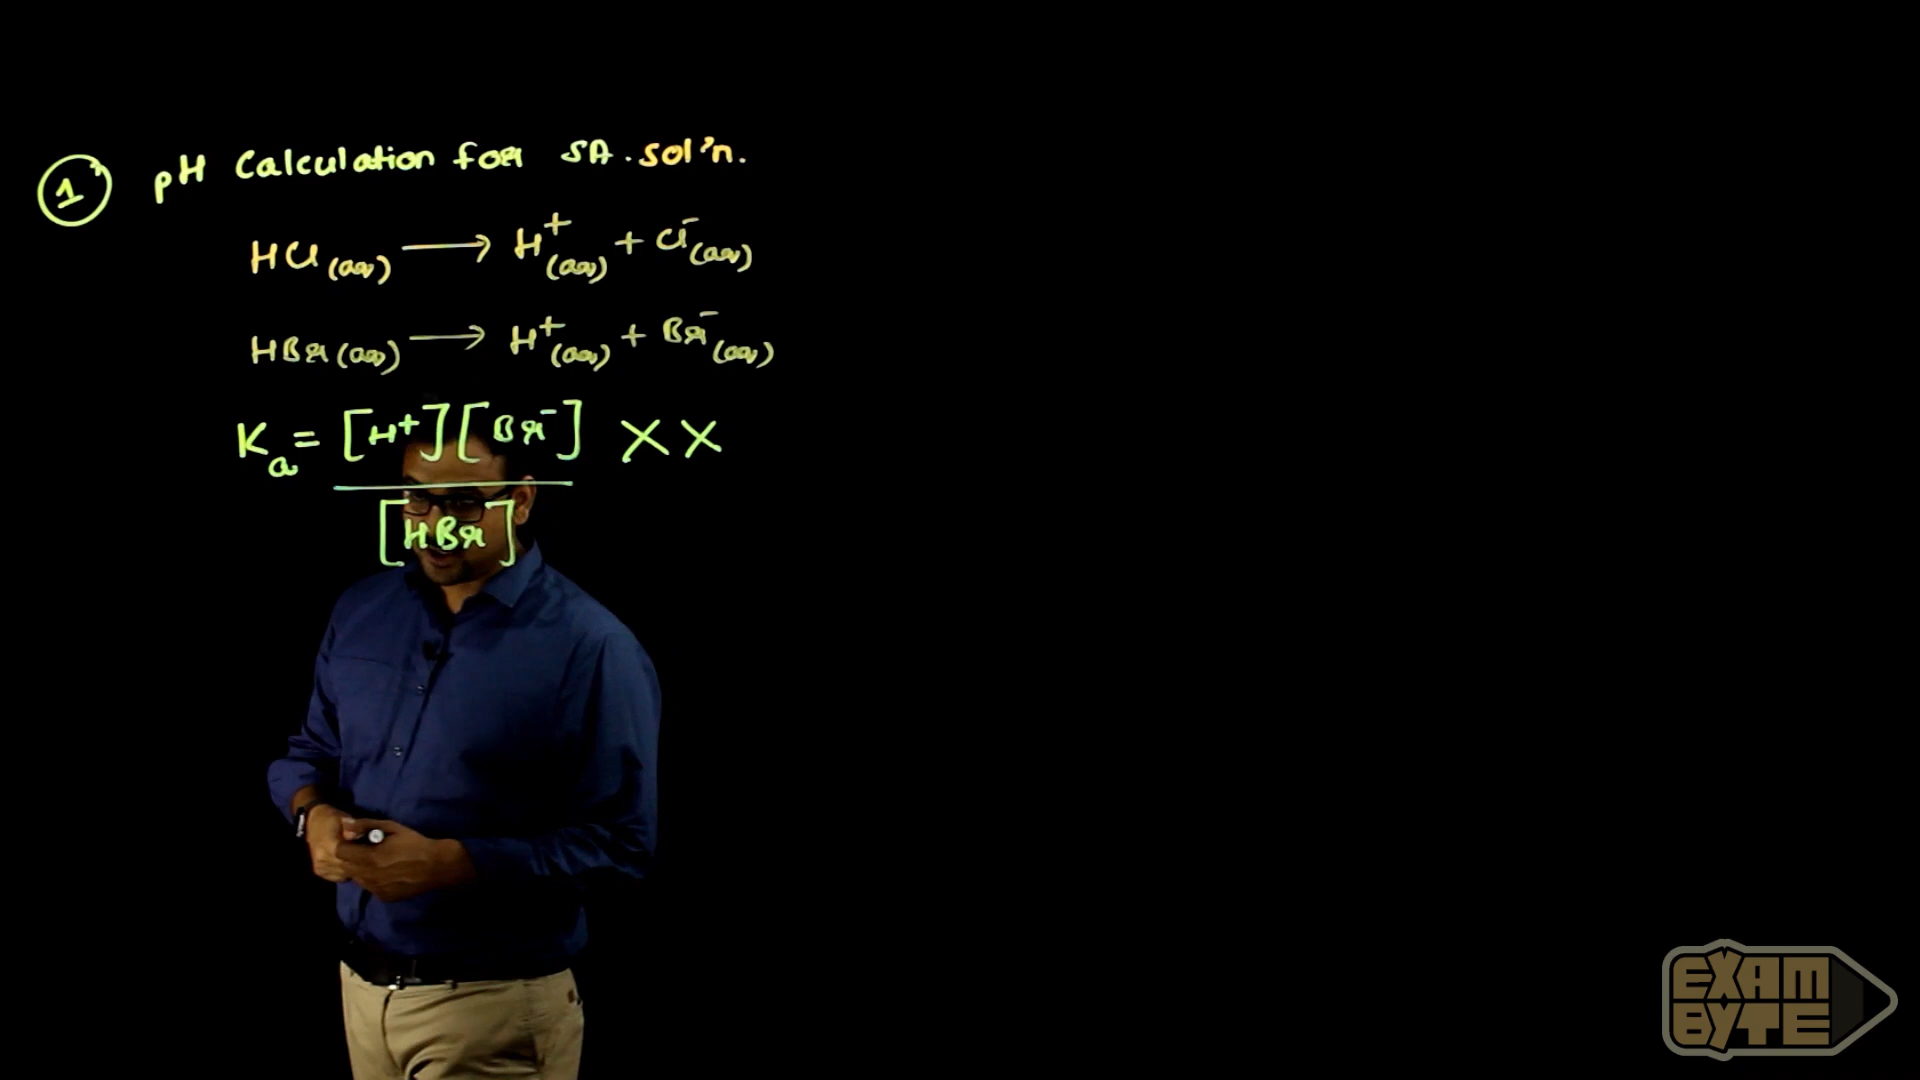 1 pH Calculation for SA. sol'n.
HCl(aq) ⟶ H⁺(aq) + Cl⁻(aq)
HBr(aq) ⟶ H⁺(aq) + Br⁻(aq)
Kₐ = [H⁺][Br⁻] X X
[HBr]
EXAM
BYTE